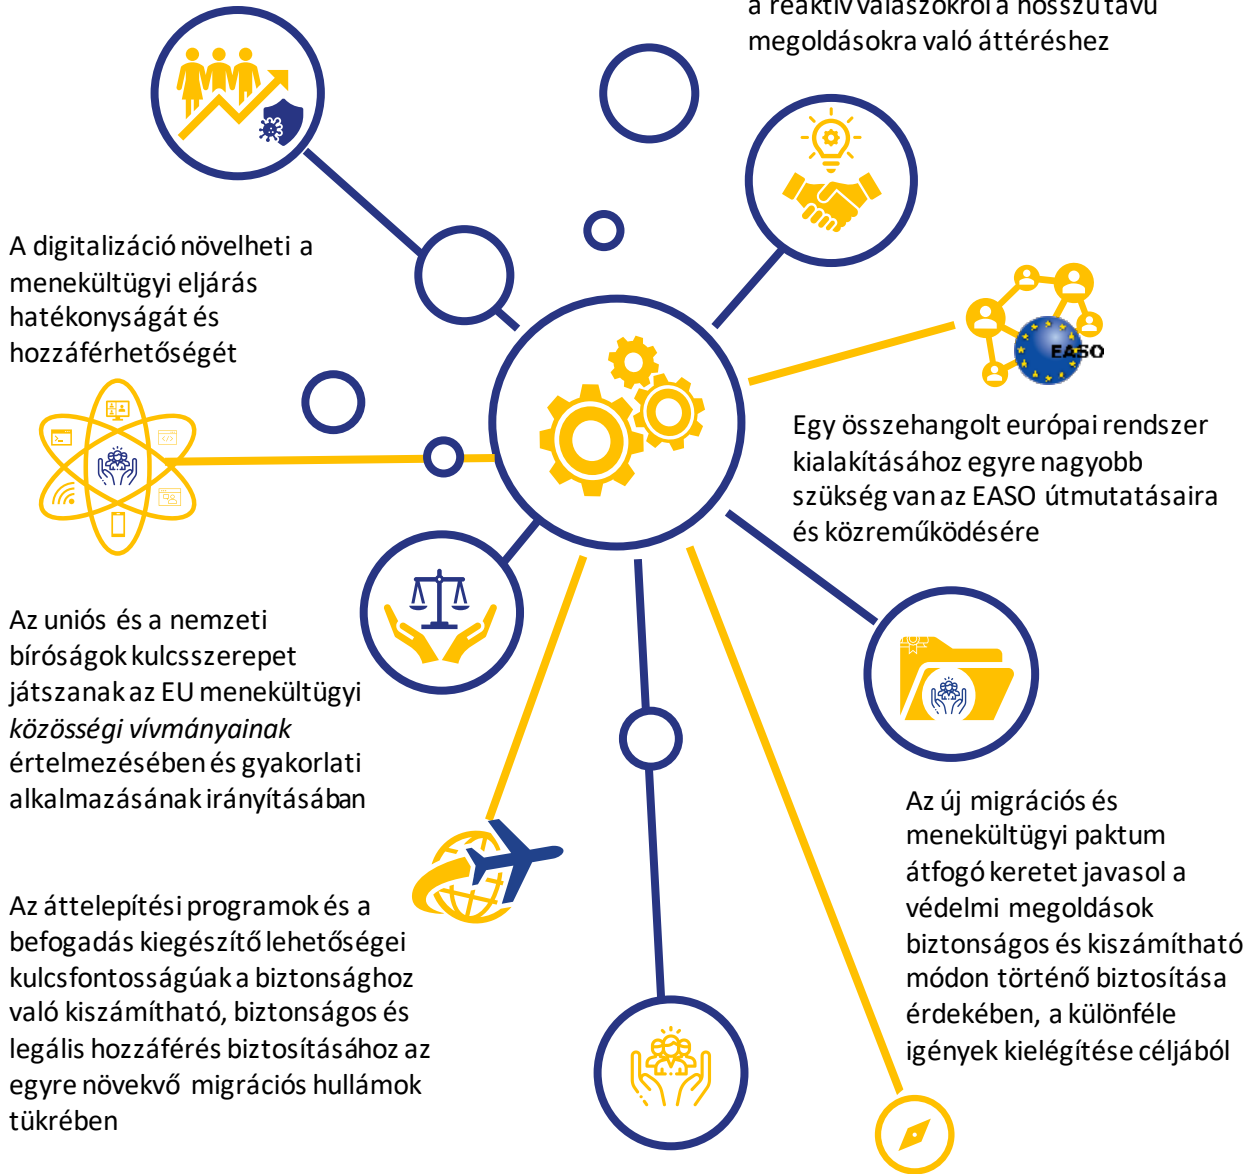 a reaktív válaszokról a hosszú távú
megoldásokra való áttéréshez
A digitalizáció növelheti a
menekültügyi eljárás
hatékonyságát és
hozzáférhetőségét
EASO
Egy összehangolt európai rendszer
kialakításához egyre nagyobb
szükség van az EASO útmutatásaira
és közreműködésére
Az uniós és a nemzeti
bíróságok kulcsszerepet
játszanak az EU menekültügyi
közösségi vívmányainak
értelmezésében és gyakorlati
alkalmazásának irányításában
Az új migrációs és
menekültügyi paktum
átfogó keretet javasol a
védelmi megoldások
biztonságos és kiszámítható
módon történő biztosítása
érdekében, a különféle
igények kielégítése céljából
Az áttelepítési programok és a
befogadás kiegészítő lehetőségei
kulcsfontosságúak a biztonsághoz
való kiszámítható, biztonságos és
legális hozzáférés biztosításához az
egyre növekvő migrációs hullámok
tükrében